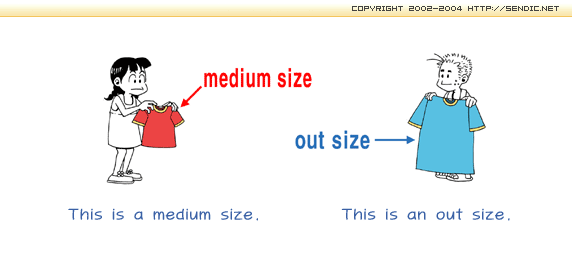 COPYRIGHT 2002-2004 HTTP://SENDIC.NET
medium size
out size
This is a medium size.
This is an out size.